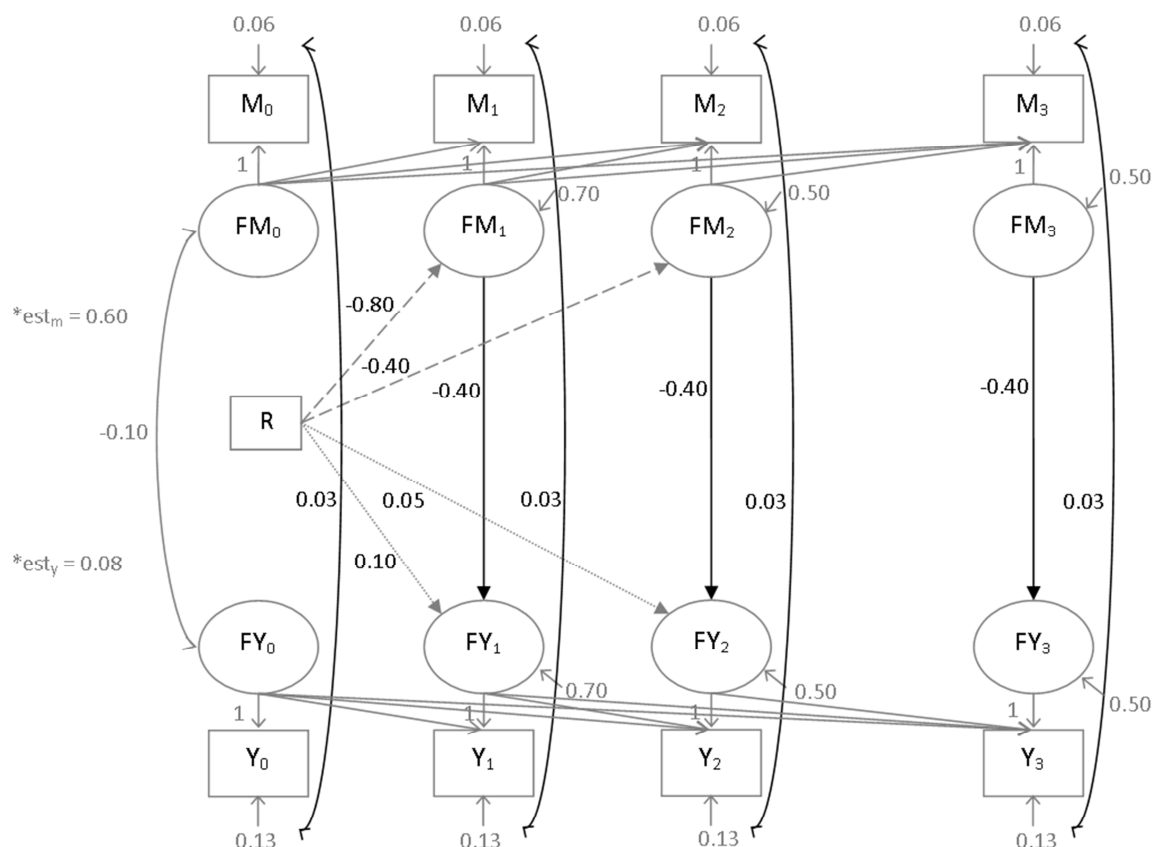 0.06 0.06 0.06 0.06
M₀ M₁ M₂ M₃
1 1 1 1
0.70 0.50 0.50
FM₀ FM₁ FM₂ FM₃
-0.80
*estₘ = 0.60
-0.40
-0.40 -0.40 -0.40
R
-0.10
0.03 0.05 0.03 0.03 0.03
0.10
*est_y = 0.08
FY₀ FY₁ FY₂ FY₃
0.70 0.50 0.50
1 1 1 1
Y₀ Y₁ Y₂ Y₃
0.13 0.13 0.13 0.13